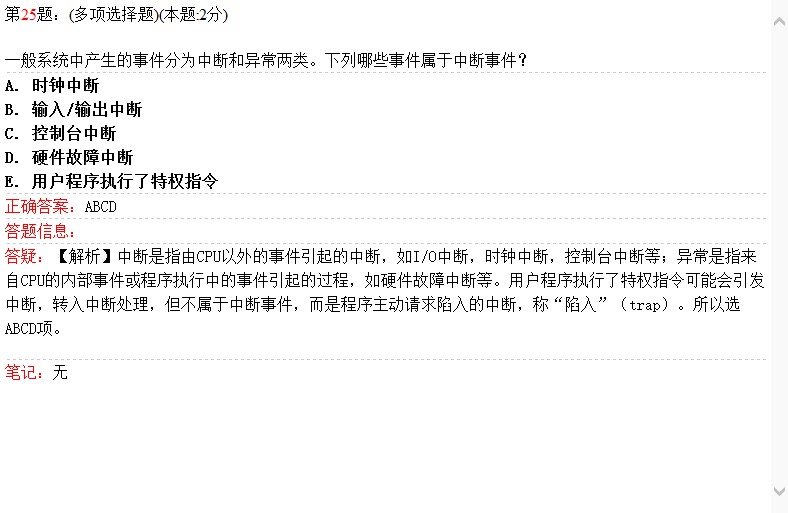 第25题：(多项选择题)(本题:2分)
一般系统中产生的事件分为中断和异常两类。下列哪些事件属于中断事件？
A. 时钟中断
B. 输入/输出中断
C. 控制台中断
D. 硬件故障中断
E. 用户程序执行了特权指令
正确答案：ABCD
答题信息：
答疑：【解析】中断是指由CPU以外的事件引起的中断，如I/O中断，时钟中断，控制台中断等；异常是指来
自CPU的内部事件或程序执行中的事件引起的过程，如硬件故障中断等。用户程序执行了特权指令可能会引发
中断，转入中断处理，但不属于中断事件，而是程序主动请求陷入的中断，称“陷入”（trap）。所以选
ABCD项。
笔记：无